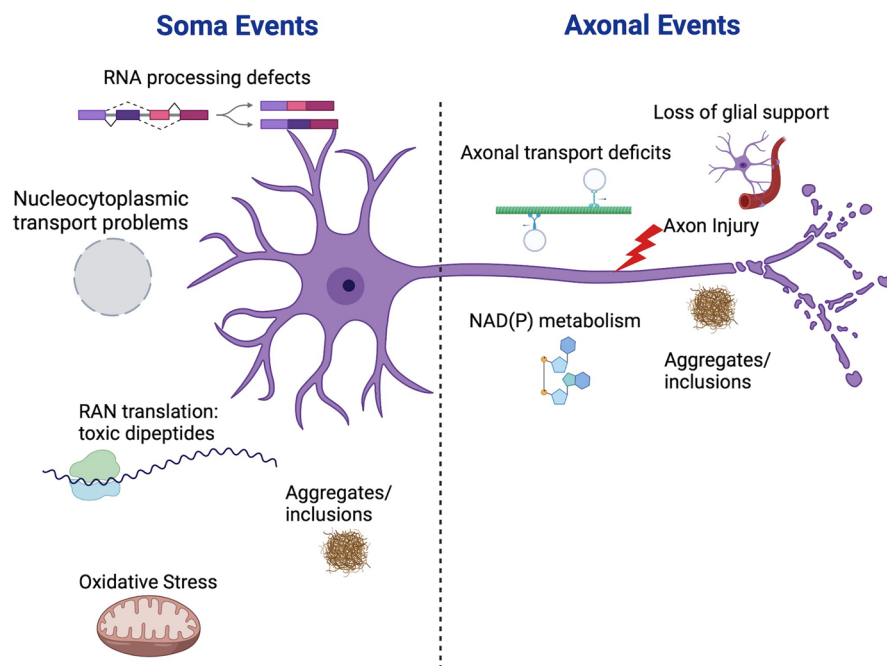 Soma Events
Axonal Events
RNA processing defects
Nucleocytoplasmic
transport problems
RAN translation:
toxic dipeptides
Aggregates/
inclusions
Oxidative Stress
Loss of glial support
Axonal transport deficits
Axon Injury
NAD(P) metabolism
Aggregates/
inclusions